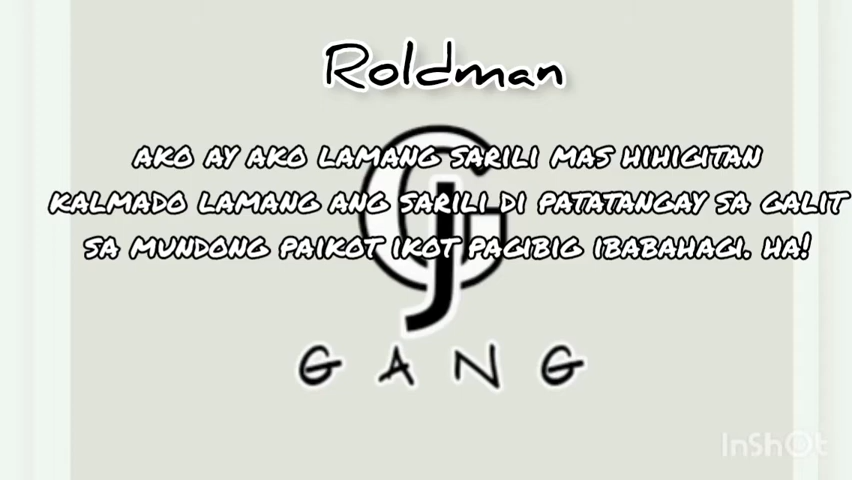 Roldman
AKO AY AKO LAMANG SARILI MAS HIHIGITAN
KALMADO LAMANG ANG SARILI DI PATATANGAY SA GALIT
SA MUNDONG PAIKOT IKOT PAGIBIG IBABAHAGI. HA!
GJ
GANG
InShOt